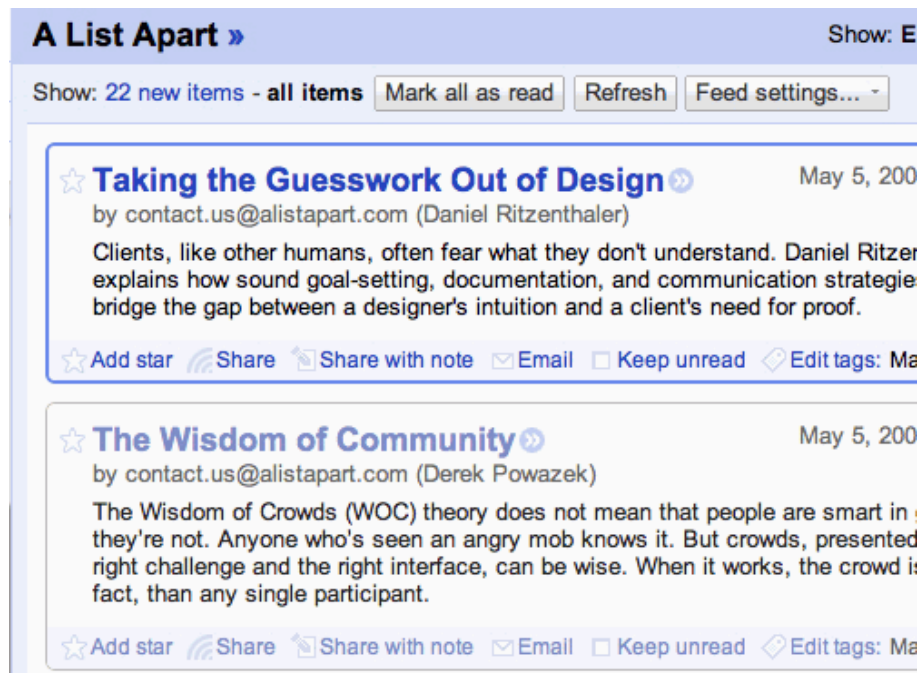 A List Apart » Show: E
Show: 22 new items - all items Mark all as read Refresh Feed settings...
Taking the Guesswork Out of Design » May 5, 200
by contact.us@alistapart.com (Daniel Ritzenthaler)
Clients, like other humans, often fear what they don't understand. Daniel Ritzen
explains how sound goal-setting, documentation, and communication strategies
bridge the gap between a designer's intuition and a client's need for proof.
Add star Share Share with note Email Keep unread Edit tags: Ma
The Wisdom of Community » May 5, 200
by contact.us@alistapart.com (Derek Powazek)
The Wisdom of Crowds (WOC) theory does not mean that people are smart in
they're not. Anyone who's seen an angry mob knows it. But crowds, presented
right challenge and the right interface, can be wise. When it works, the crowd is
fact, than any single participant.
Add star Share Share with note Email Keep unread Edit tags: Ma